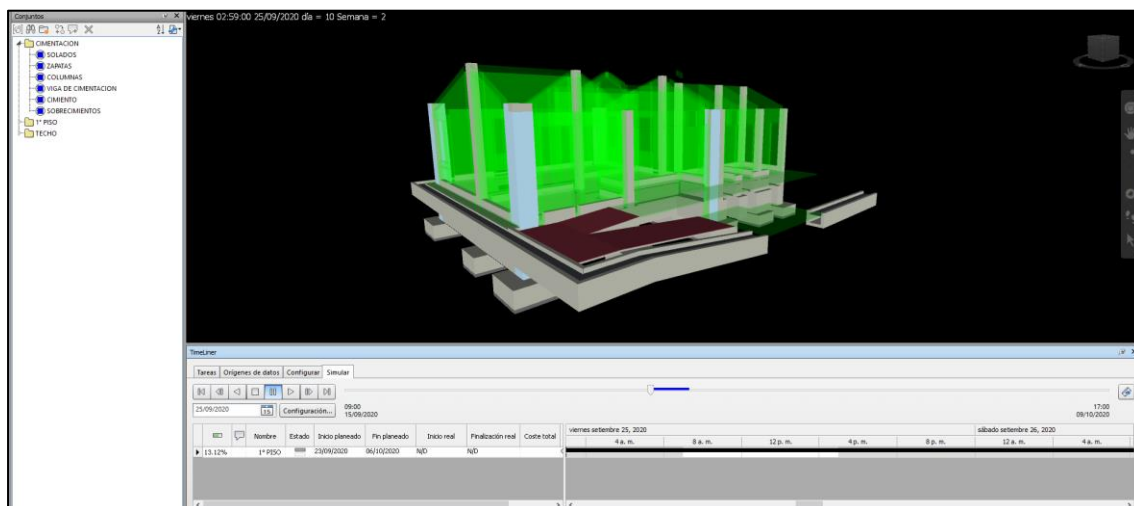 Conjuntos
CIMENTACION
SOLADOS
ZAPATAS
COLUMNAS
VIGA DE CIMENTACION
CIMIENTO
SOBRECIMIENTOS
1° PISO
TECHO
viernes 02:59:00 25/09/2020 día = 10 Semana = 2
TimeLiner
Tareas Orígenes de datos Configurar Simular
25/09/2020 Configuración... 09:00 15/09/2020 17:00 09/10/2020
Nombre Estado Inicio planeado Fin planeado Inicio real Finalización real Coste total
13.12% 1° PISO 23/09/2020 06/10/2020 N/D N/D
viernes setiembre 25, 2020 sábado setiembre 26, 2020
4 a. m. 8 a. m. 12 p. m. 4 p. m. 8 p. m. 12 a. m. 4 a. m.